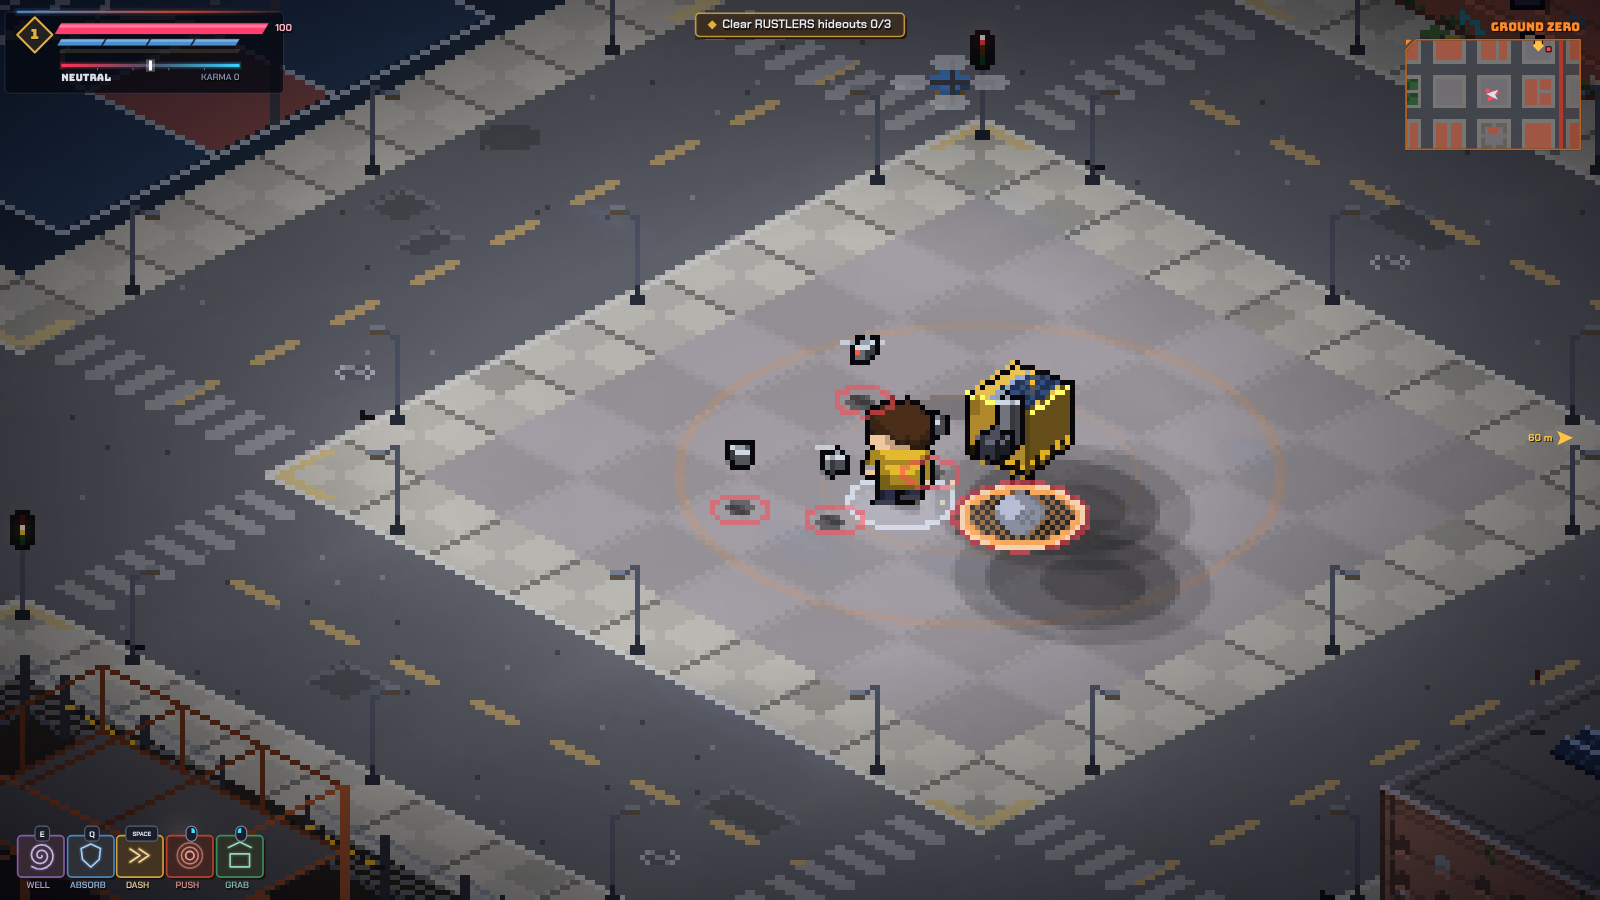 1
100
NEUTRAL
KARMA 0
Clear RUSTLERS hideouts 0/3
GROUND ZERO
60 m
E
Q
SPACE
WELL
ABSORB
DASH
PUSH
GRAB